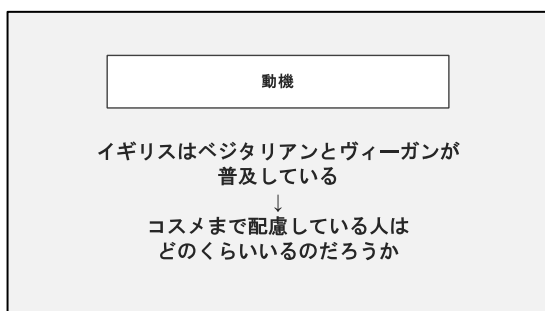 動機
イギリスはベジタリアンとヴィーガンが
普及している
↓
コスメまで配慮している人は
どのくらいいるのだろうか